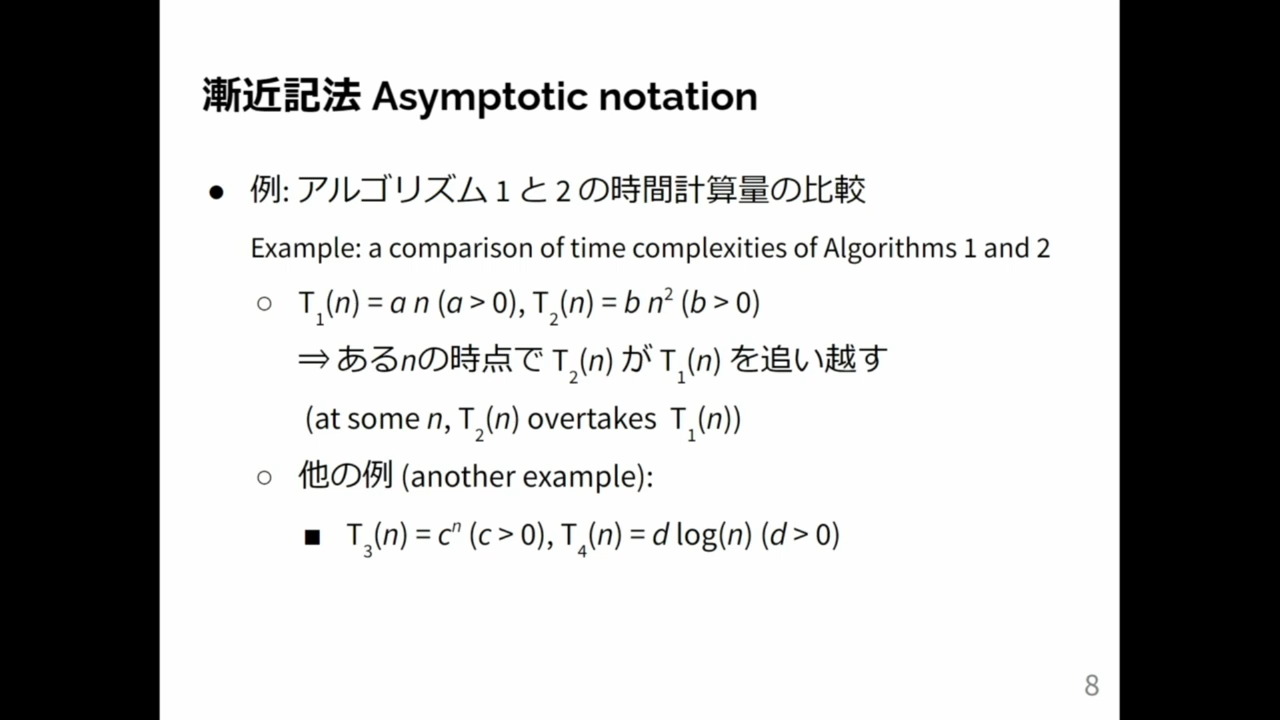 漸近記法 Asymptotic notation
● 例: アルゴリズム 1 と 2 の時間計算量の比較
Example: a comparison of time complexities of Algorithms 1 and 2
○ T₁(n) = a n (a > 0), T₂(n) = b n² (b > 0)
⇒ あるnの時点で T₂(n) が T₁(n) を追い越す
(at some n, T₂(n) overtakes T₁(n))
○ 他の例 (another example):
■ T₃(n) = cⁿ (c > 0), T₄(n) = d log(n) (d > 0)
8